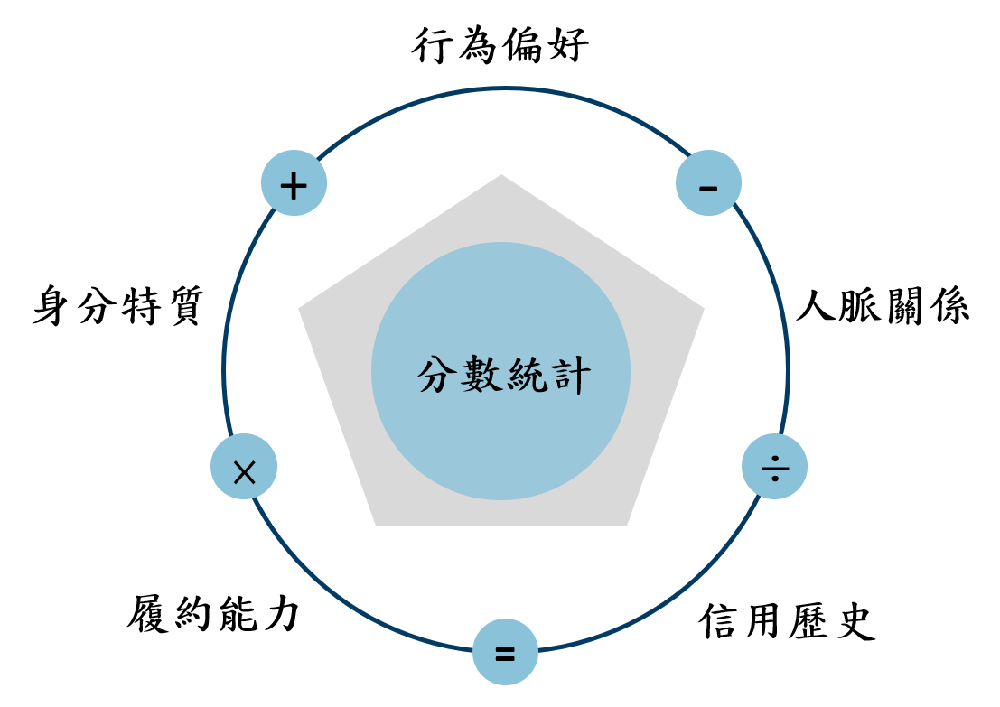 行為偏好
+
-
身分特質
人脈關係
分數統計
×
÷
履約能力
信用歷史
=